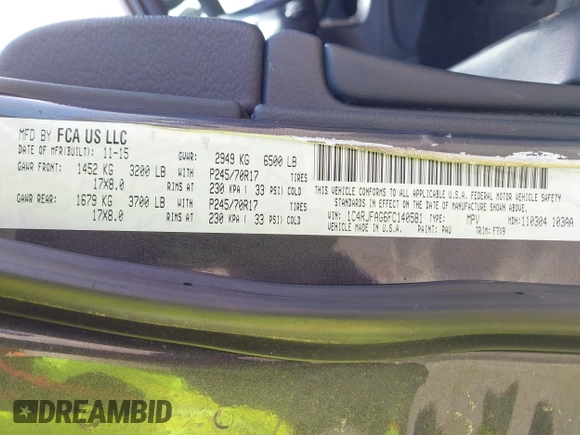 MFD BY FCA US LLC
DATE OF MFR(BUILT): 11-15 GVWR: 2949 KG 6500 LB
GAWR FRONT: 1452 KG 3200 LB WITH P245/70R17 TIRES
17X8.0 RIMS AT 230 KPA ( 33 PSI) COLD
GAWR REAR: 1679 KG 3700 LB WITH P245/70R17 TIRES
17X8.0 RIMS AT 230 KPA ( 33 PSI) COLD
THIS VEHICLE CONFORMS TO ALL APPLICABLE U.S.A. FEDERAL MOTOR VEHICLE SAFETY
STANDARDS IN EFFECT ON THE DATE OF MANUFACTURE SHOWN ABOVE.
VIN: 1C4RJFAG6FC140581 TYPE: MPV MDH:110304 103AA
VEHICLE MADE IN U.S.A. PAINT: PAU TRIM: F7X9
DREAMBID